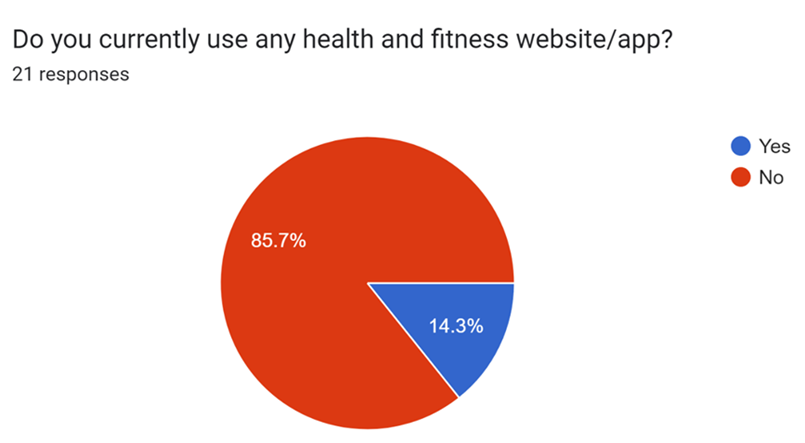 Do you currently use any health and fitness website/app?
21 responses
Yes
No
85.7%
14.3%